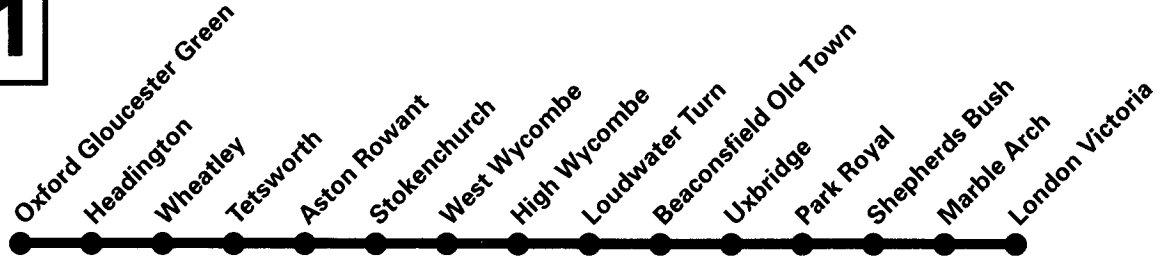 1
Oxford Gloucester Green
Headington
Wheatley
Tetsworth
Aston Rowant
Stokenchurch
West Wycombe
High Wycombe
Loudwater Turn
Beaconsfield Old Town
Uxbridge
Park Royal
Shepherds Bush
Marble Arch
London Victoria